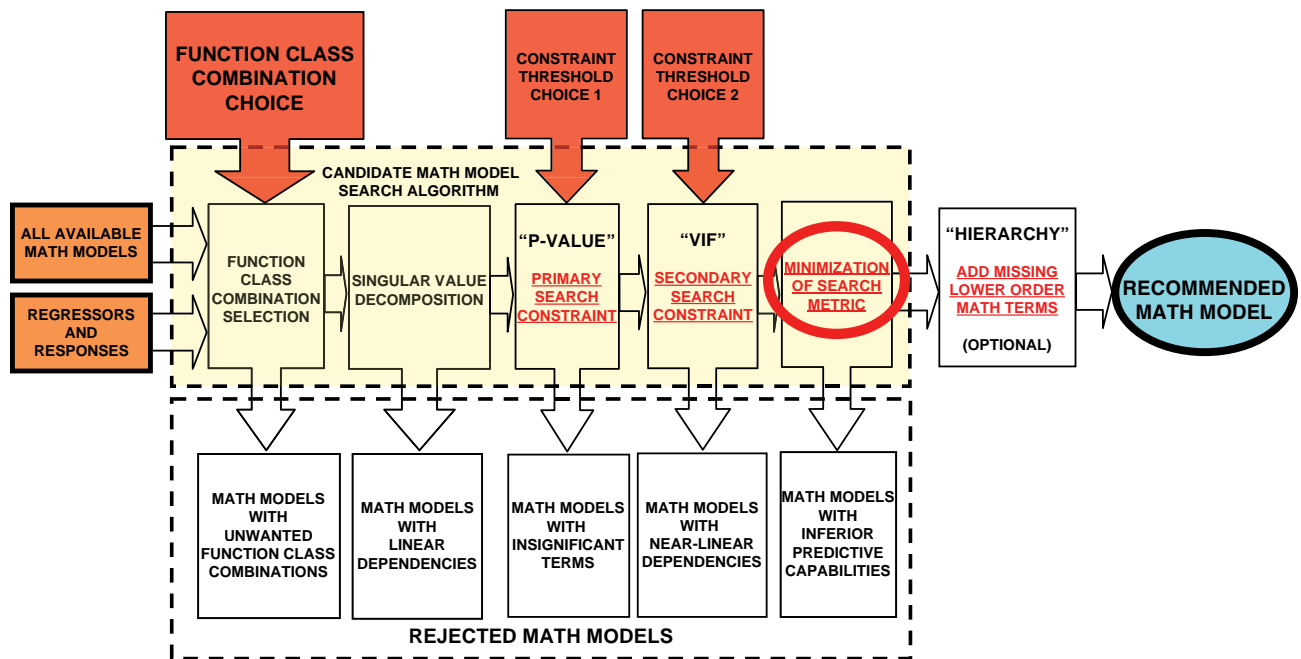 FUNCTION CLASS
COMBINATION
CHOICE
CONSTRAINT
THRESHOLD
CHOICE 1
CONSTRAINT
THRESHOLD
CHOICE 2
CANDIDATE MATH MODEL
SEARCH ALGORITHM
ALL AVAILABLE
MATH MODELS
REGRESSORS
AND
RESPONSES
FUNCTION
CLASS
COMBINATION
SELECTION
SINGULAR VALUE
DECOMPOSITION
“P-VALUE”
PRIMARY
SEARCH
CONSTRAINT
“VIF”
SECONDARY
SEARCH
CONSTRAINT
MINIMIZATION
OF SEARCH
METRIC
“HIERARCHY”
ADD MISSING
LOWER ORDER
MATH TERMS
(OPTIONAL)
RECOMMENDED
MATH MODEL
MATH MODELS
WITH
UNWANTED
FUNCTION CLASS
COMBINATIONS
MATH MODELS
WITH
LINEAR
DEPENDENCIES
MATH MODELS
WITH
INSIGNIFICANT
TERMS
MATH MODELS
WITH
NEAR-LINEAR
DEPENDENCIES
MATH MODELS
WITH
INFERIOR
PREDICTIVE
CAPABILITIES
REJECTED MATH MODELS